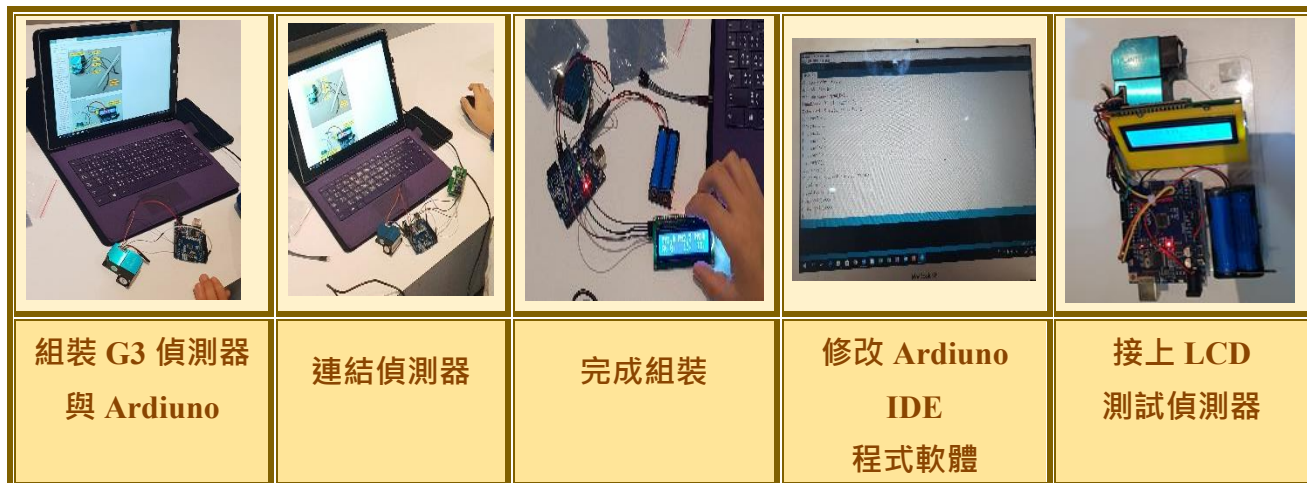 組裝 G3 偵測器
與 Ardiuno
連結偵測器
完成組裝
修改 Ardiuno
IDE
程式軟體
接上 LCD
測試偵測器